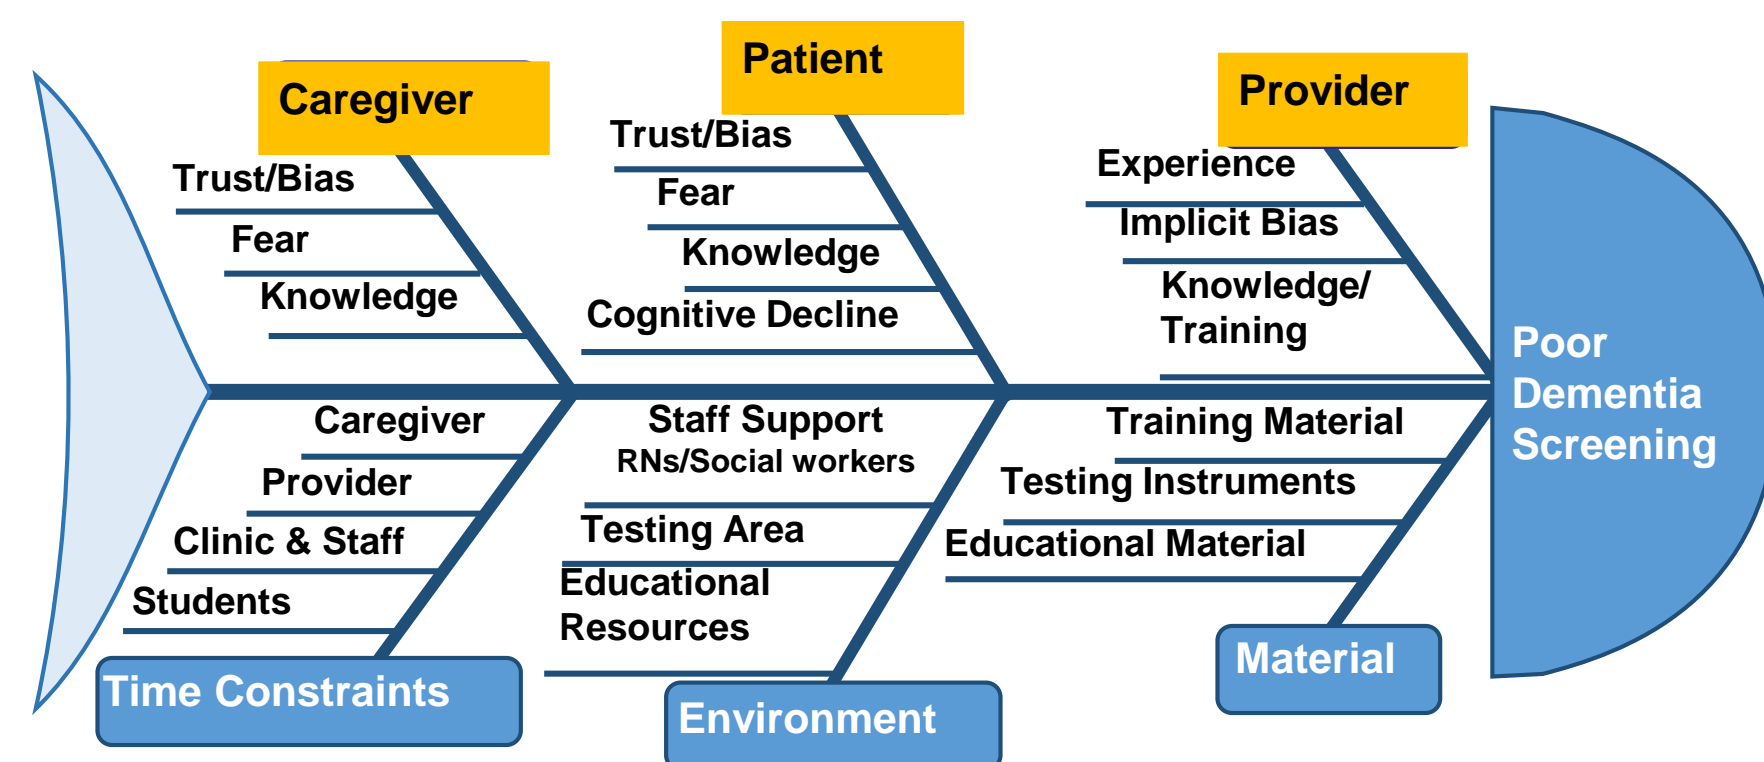 Caregiver
Trust/Bias
Fear
Knowledge
Patient
Trust/Bias
Fear
Knowledge
Cognitive Decline
Provider
Experience
Implicit Bias
Knowledge/
Training
Poor
Dementia
Screening
Caregiver
Provider
Clinic & Staff
Students
Time Constraints
Staff Support
RNs/Social workers
Testing Area
Educational
Resources
Environment
Training Material
Testing Instruments
Educational Material
Material